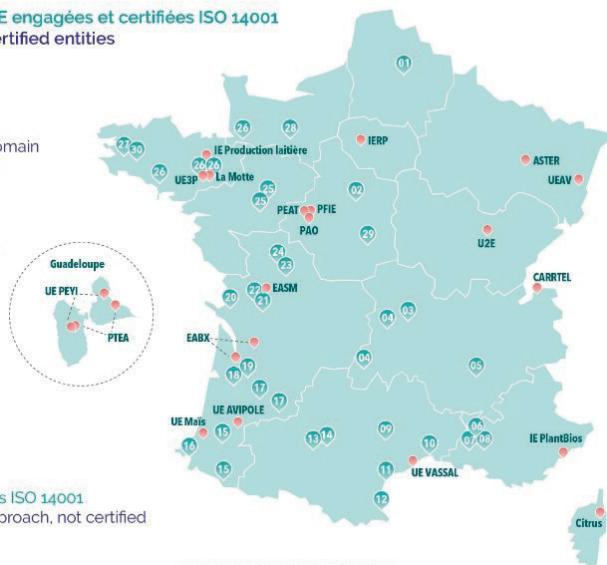 E engagées et certifiées ISO 14001
ertified entities
01
omain
27
30
26
28
26
IE Production laitière
26
26
UE3P
La Motte
IERP
ASTER
UEAV
25
25
02
PEAT
PFIE
PAO
29
U2E
24
23
Guadeloupe
UE PEYI
PTEA
20
22
EASM
21
CARRTEL
04
03
EABX
04
05
19
18
17
17
UE AVIPOLE
UE Maïs
15
16
15
13
14
09
10
06
07
08
IE PlantBios
11
UE VASSAL
12
s ISO 14001
proach, not certified
Citrus